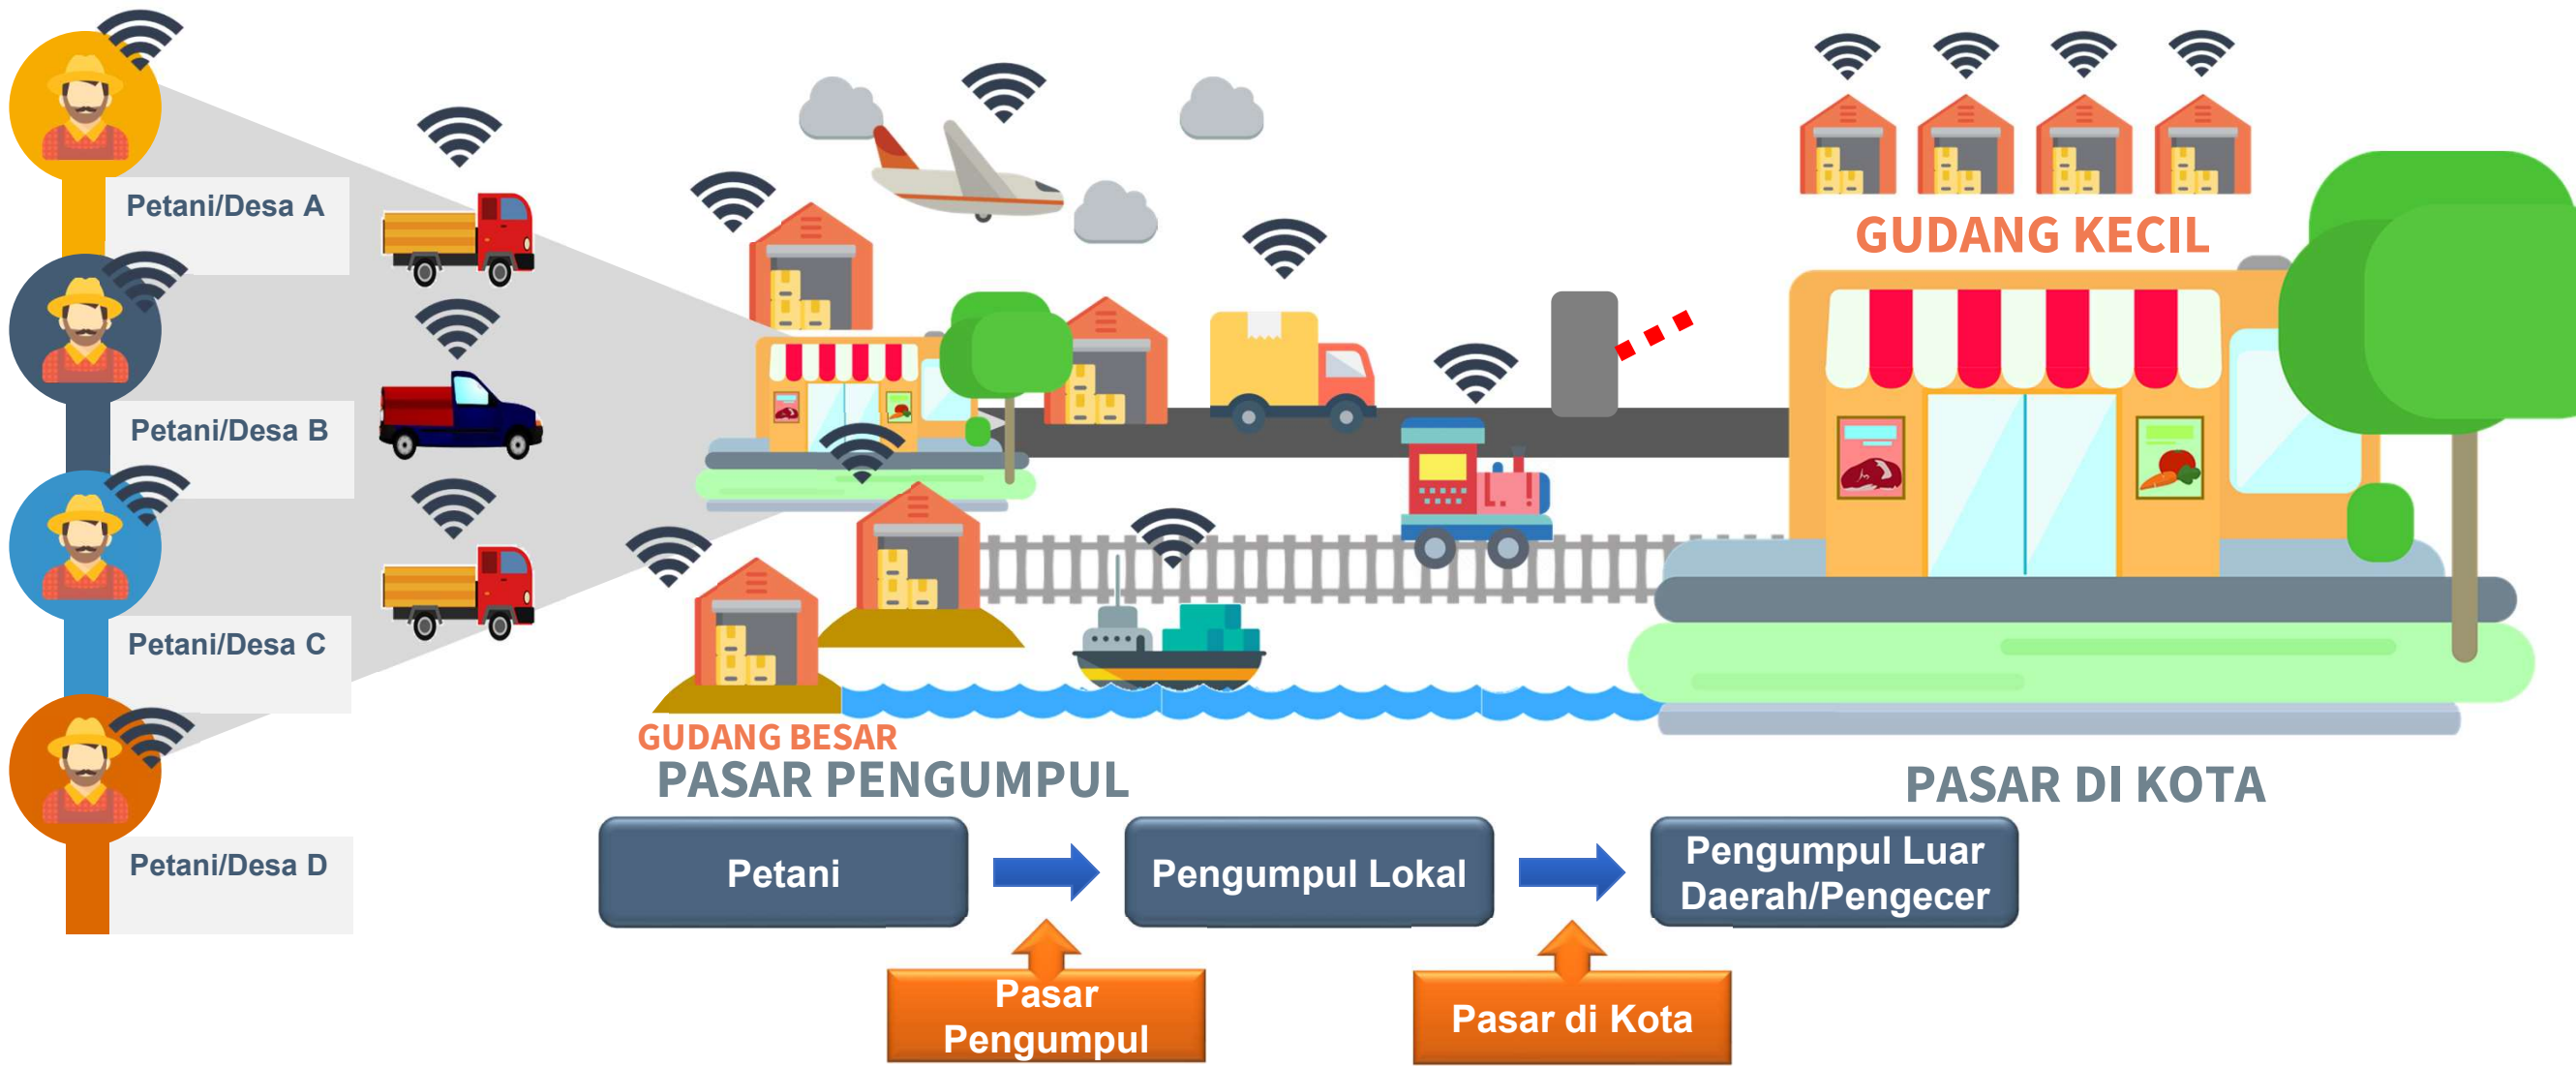 Petani/Desa A
Petani/Desa B
Petani/Desa C
Petani/Desa D
GUDANG KECIL
GUDANG BESAR
PASAR PENGUMPUL
PASAR DI KOTA
Petani
Pengumpul Lokal
Pengumpul Luar
Daerah/Pengecer
Pasar
Pengumpul
Pasar di Kota